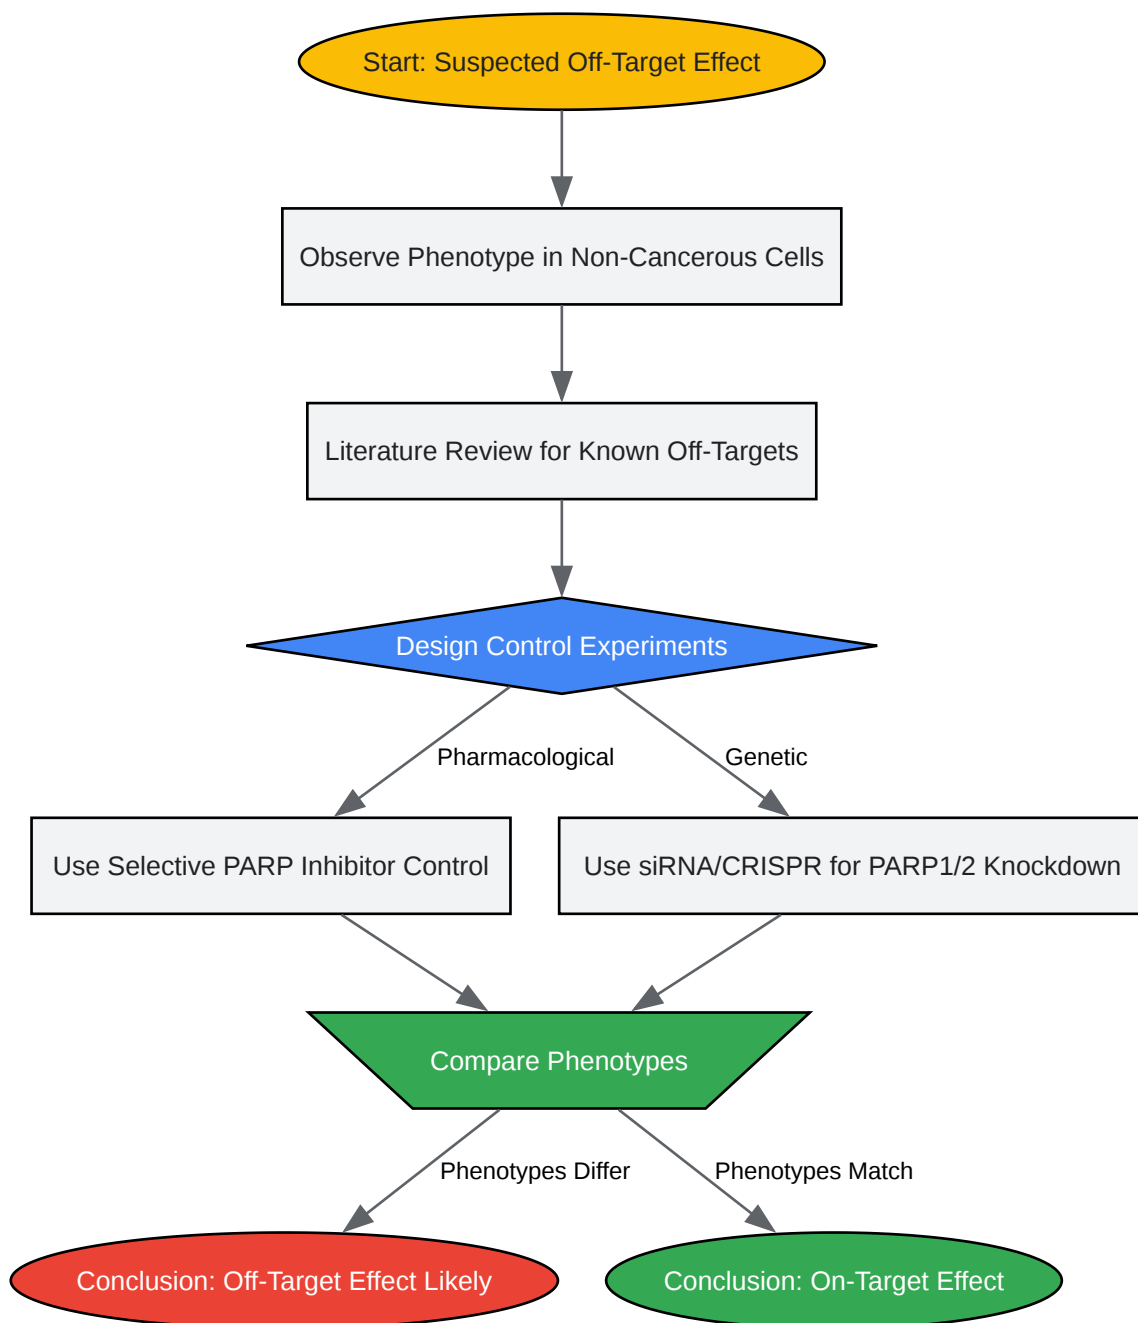 Start: Suspected Off-Target Effect
Observe Phenotype in Non-Cancerous Cells
Literature Review for Known Off-Targets
Design Control Experiments
Pharmacological
Genetic
Use Selective PARP Inhibitor Control
Use siRNA/CRISPR for PARP1/2 Knockdown
Compare Phenotypes
Phenotypes Differ
Phenotypes Match
Conclusion: Off-Target Effect Likely
Conclusion: On-Target Effect